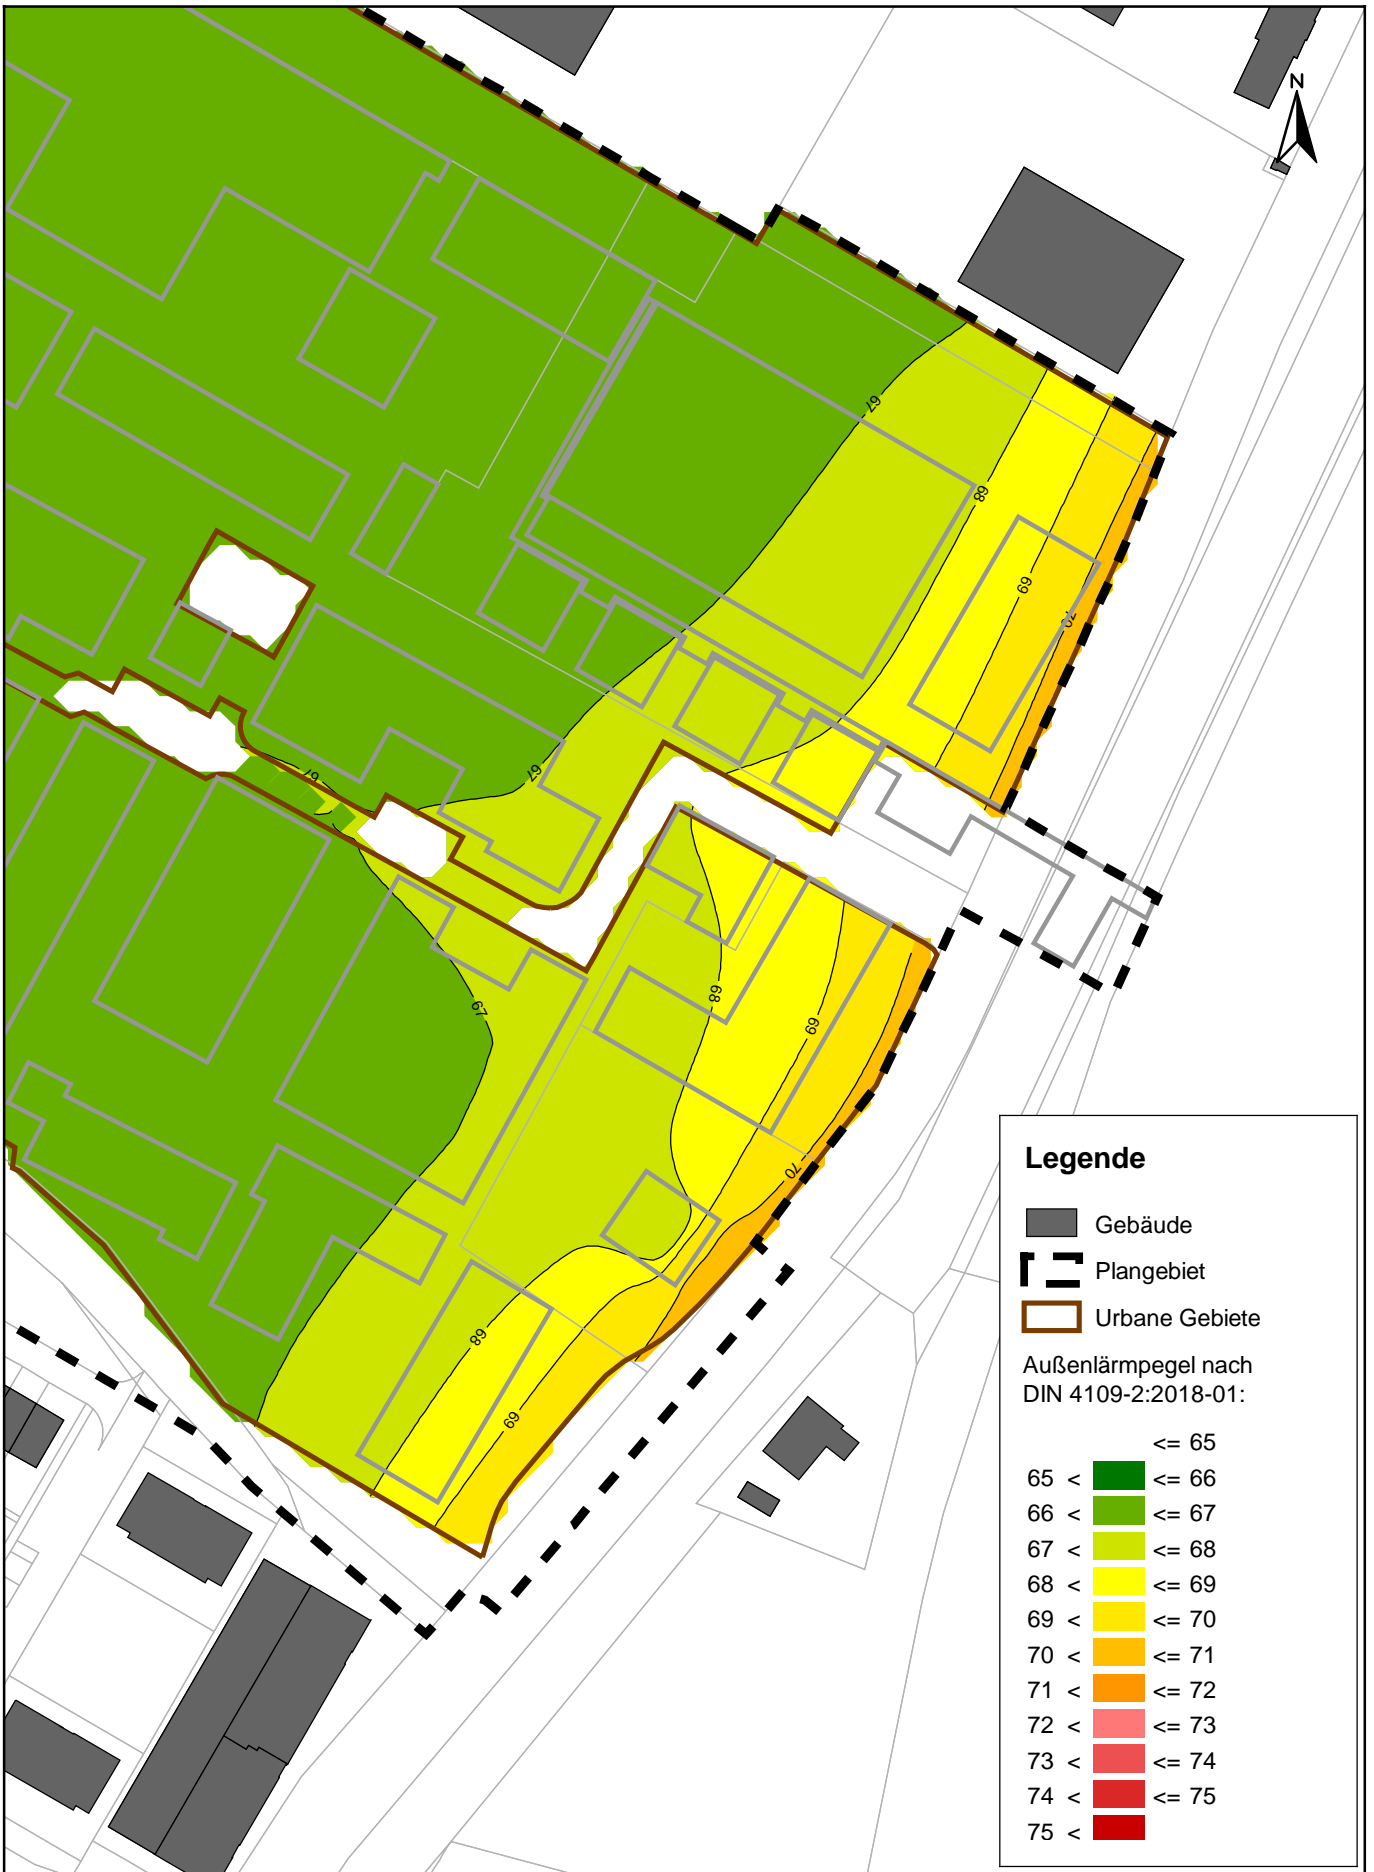 N
67
68
69
70
67
67
68
69
67
70
68
69
Legende
Gebäude
Plangebiet
Urbane Gebiete
Außenlärmpegel nach
DIN 4109-2:2018-01:
<= 65
65 < <= 66
66 < <= 67
67 < <= 68
68 < <= 69
69 < <= 70
70 < <= 71
71 < <= 72
72 < <= 73
73 < <= 74
74 < <= 75
75 <